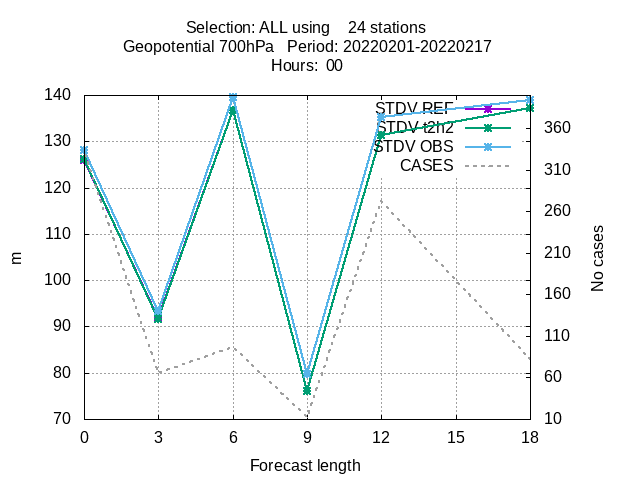 Selection: ALL using 24 stations
Geopotential 700hPa Period: 20220201-20220217
Hours: 00
140
130
120
110
100
90
80
70
m
STDV REF
STDV t2h2
STDV OBS
CASES
360
310
260
210
160
110
60
10
No cases
0 3 6 9 12 15 18
Forecast length